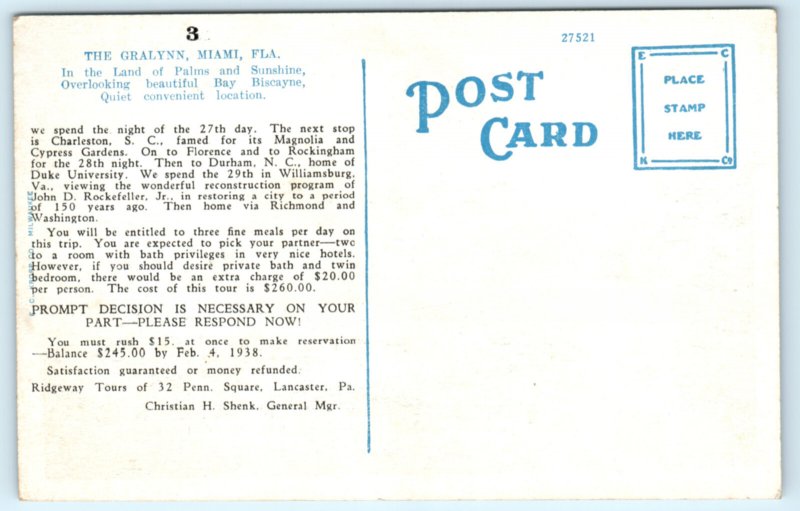 3
THE GRALYNN, MIAMI, FLA.
In the Land of Palms and Sunshine,
Overlooking beautiful Bay Biscayne,
Quiet convenient location.
we spend the night of the 27th day. The next stop
is Charleston, S. C., famed for its Magnolia and
Cypress Gardens. On to Florence and to Rockingham
for the 28th night. Then to Durham, N. C., home of
Duke University. We spend the 29th in Williamsburg,
Va., viewing the wonderful reconstruction program of
John D. Rockefeller, Jr., in restoring a city to a period
of 150 years ago. Then home via Richmond and
Washington.
You will be entitled to three fine meals per day on
this trip. You are expected to pick your partner—two
to a room with bath privileges in very nice hotels.
However, if you should desire private bath and twin
bedroom, there would be an extra charge of $20.00
per person. The cost of this tour is $260.00.
PROMPT DECISION IS NECESSARY ON YOUR
PART—PLEASE RESPOND NOW!
You must rush $15. at once to make reservation
—Balance $245.00 by Feb. 4, 1938.
Satisfaction guaranteed or money refunded.
Ridgeway Tours of 32 Penn. Square, Lancaster, Pa.
Christian H. Shenk, General Mgr.
MILWAUKEE
27521
POST
CARD
E C
PLACE
STAMP
HERE
K Co